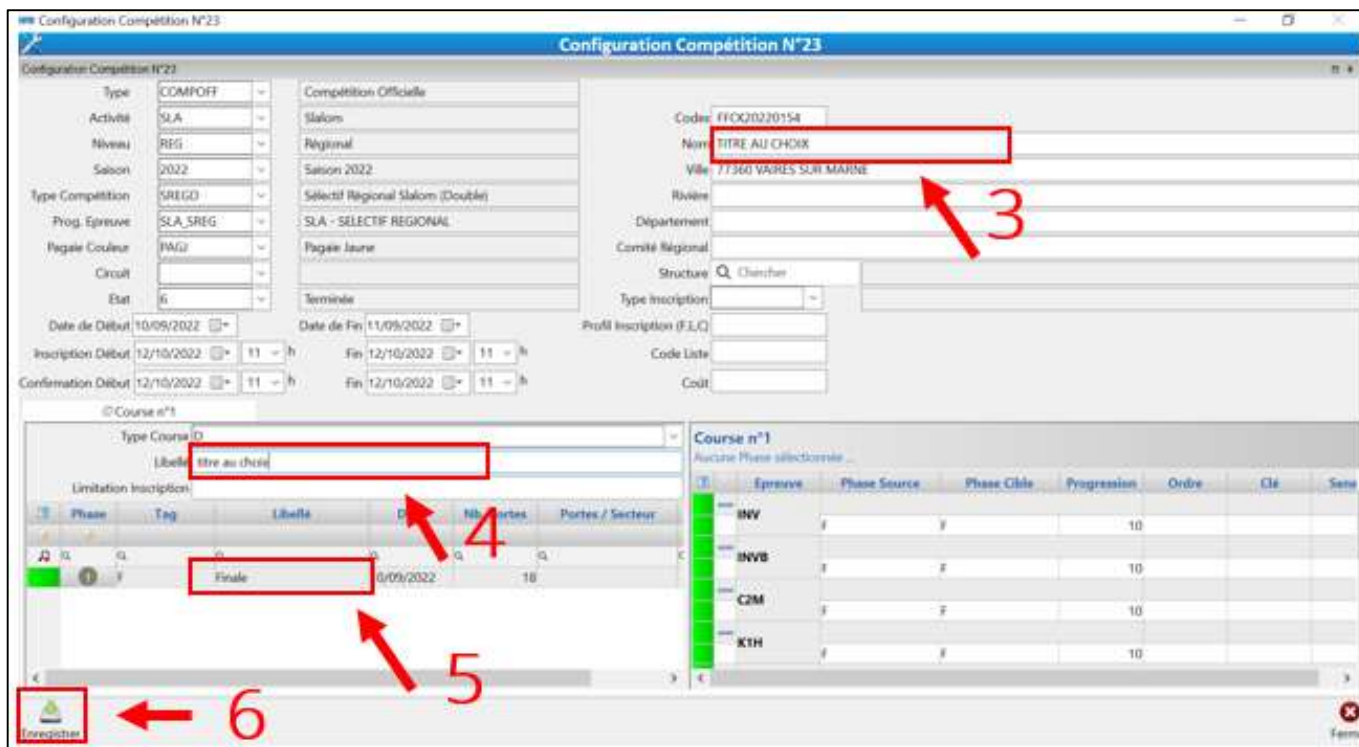 Configuration Compétition N°23
Configuration Compétition N°23
Configuration Compétition N°23
Type COMPOFF Compétition Officielle
Activité SLA Slalom Codex FFCK20220154
Niveau REG Régional Nom TITRE AU CHOIX
Saison 2022 Saison 2022 Ville 77360 VAIRES SUR MARNE
Type Compétition SREGD Sélectif Régional Slalom (Double) Rivière
Prog. Epreuve SLA_SREG SLA - SELECTIF REGIONAL Département
Pagaie Couleur PAGJ Pagaie Jaune Comité Régional
Circuit Structure Chercher
Etat 6 Terminée Type Inscription
Date de Début 10/09/2022 Date de Fin 11/09/2022 Profil Inscription (F,L,C)
Inscription Début 12/10/2022 11 h Fin 12/10/2022 11 h Code Liste
Confirmation Début 12/10/2022 11 h Fin 12/10/2022 11 h Coût
3
Course n°1
Type Course D
Libellé titre au choix
Limitation Inscription
Phase Tag Libellé Nb. Portes Portes / Secteur
1 F Finale 0/09/2022 18
4
5
Course n°1
Aucune Phase sélectionnée ...
Epreuve Phase Source Phase Cible Progression Ordre Clé Sens
INV
F F 10
INVB
F F 10
C2M
F F 10
K1H
F F 10
Enregistrer
6
Ferm